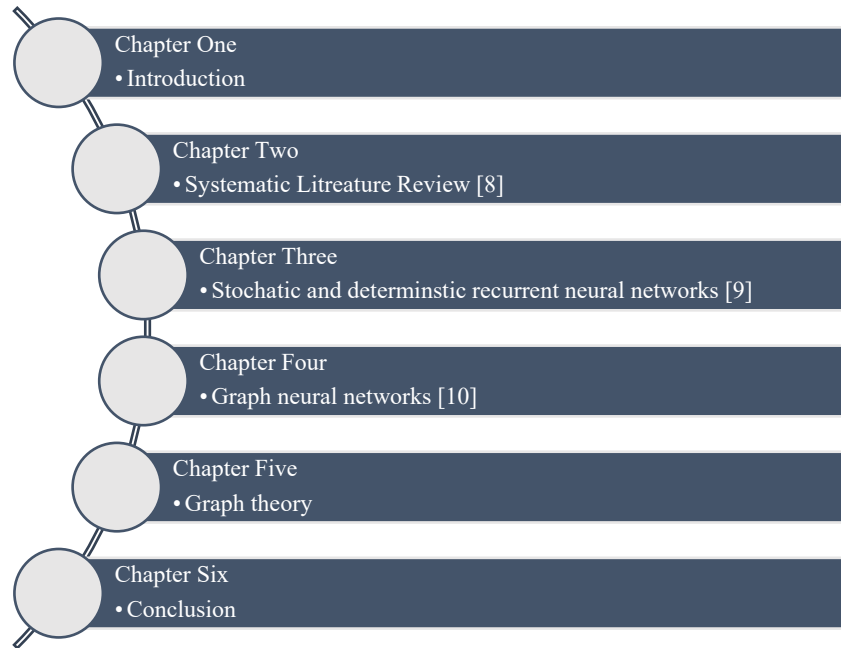 Chapter One
• Introduction
Chapter Two
• Systematic Litreature Review [8]
Chapter Three
• Stochatic and determinstic recurrent neural networks [9]
Chapter Four
• Graph neural networks [10]
Chapter Five
• Graph theory
Chapter Six
• Conclusion